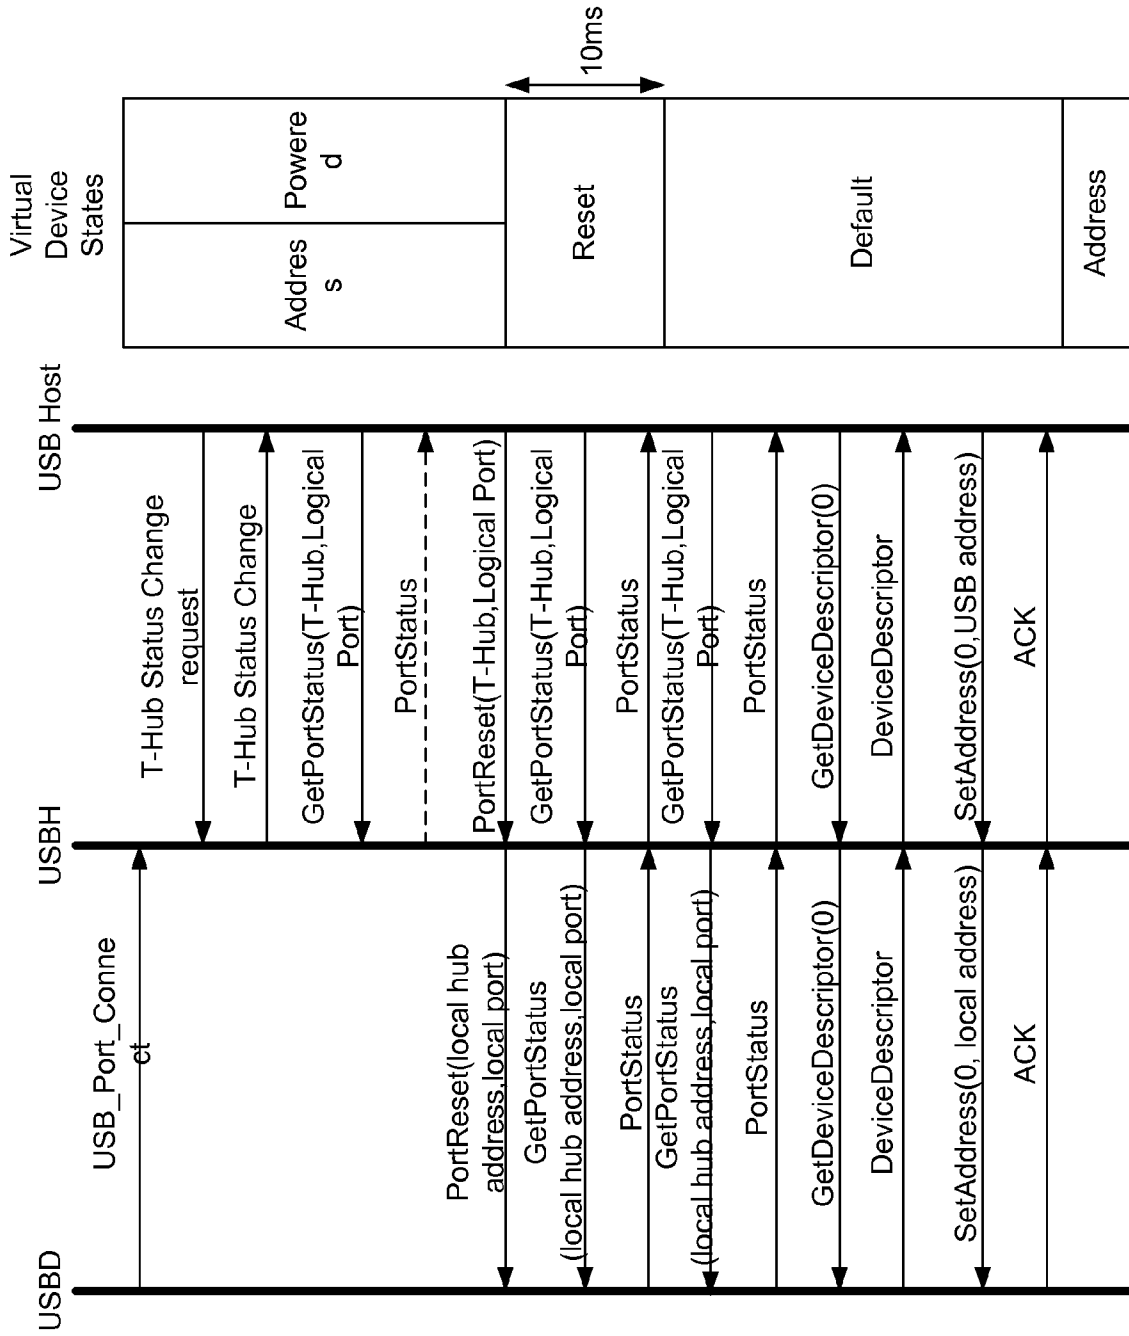 USBD
USBH
USB Host
Virtual
Device
States
USB_Port_Conne
ct
T-Hub Status Change
request
T-Hub Status Change
GetPortStatus(T-Hub,Logical
Port)
PortStatus
PortReset(local hub
address,local port)
PortReset(T-Hub,Logical Port)
GetPortStatus
(local hub address,local port)
GetPortStatus(T-Hub,Logical
Port)
PortStatus
PortStatus
GetPortStatus
(local hub address,local port)
GetPortStatus(T-Hub,Logical
Port)
PortStatus
PortStatus
GetDeviceDescriptor(0)
GetDeviceDescriptor(0)
DeviceDescriptor
DeviceDescriptor
SetAddress(0, local address)
SetAddress(0,USB address)
ACK
ACK
Addres
s
Powere
d
Reset
10ms
Default
Address